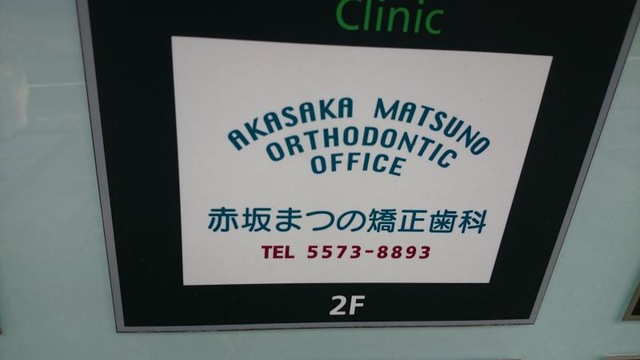 Clinic
AKASAKA MATSUNO
ORTHODONTIC
OFFICE
赤坂まつの矯正歯科
TEL 5573-8893
2F